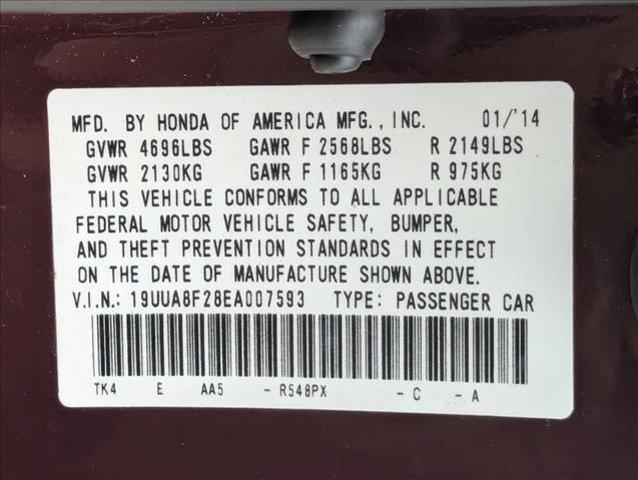 MFD. BY HONDA OF AMERICA MFG., INC. 01/'14
GVWR 4696LBS GAWR F 2568LBS R 2149LBS
GVWR 2130KG GAWR F 1165KG R 975KG
THIS VEHICLE CONFORMS TO ALL APPLICABLE
FEDERAL MOTOR VEHICLE SAFETY, BUMPER,
AND THEFT PREVENTION STANDARDS IN EFFECT
ON THE DATE OF MANUFACTURE SHOWN ABOVE.
V.I.N.: 19UUA8F28EA007593 TYPE: PASSENGER CAR
TK4 E AA5 - R548PX - C - A